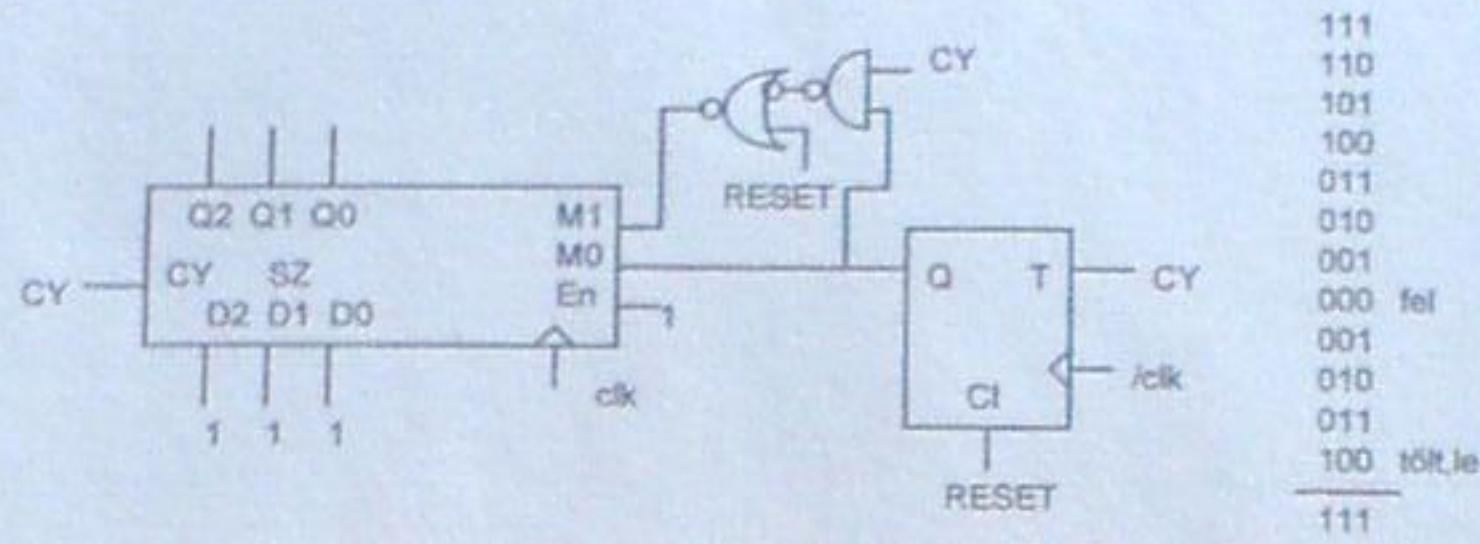 CY
RESET
Q2 Q1 Q0
M1
M0
En
CY
CY SZ
D2 D1 D0
1
clk
1 1 1
Q T
CY
/clk
Cl
RESET
111
110
101
100
011
010
001
000 fel
001
010
011
100 tölt,le
111